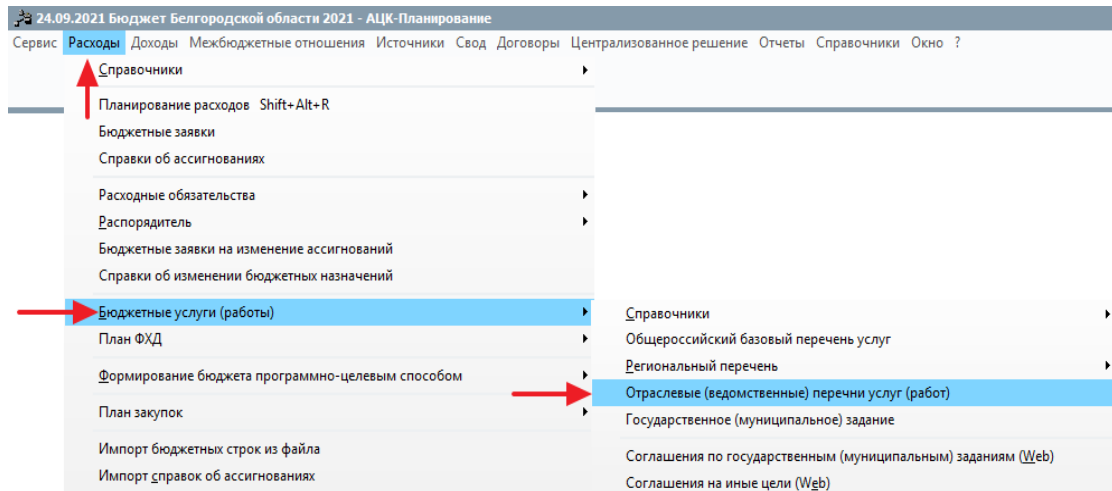 24.09.2021 Бюджет Белгородской области 2021 - АЦК-Планирование
Сервис Расходы Доходы Межбюджетные отношения Источники Свод Договоры Централизованное решение Отчеты Справочники Окно ?
Справочники
Планирование расходов Shift+Alt+R
Бюджетные заявки
Справки об ассигнованиях
Расходные обязательства
Распорядитель
Бюджетные заявки на изменение ассигнований
Справки об изменении бюджетных назначений
Бюджетные услуги (работы)
План ФХД
Формирование бюджета программно-целевым способом
План закупок
Импорт бюджетных строк из файла
Импорт справок об ассигнованиях
Справочники
Общероссийский базовый перечень услуг
Региональный перечень
Отраслевые (ведомственные) перечни услуг (работ)
Государственное (муниципальное) задание
Соглашения по государственным (муниципальным) заданиям (Web)
Соглашения на иные цели (Web)